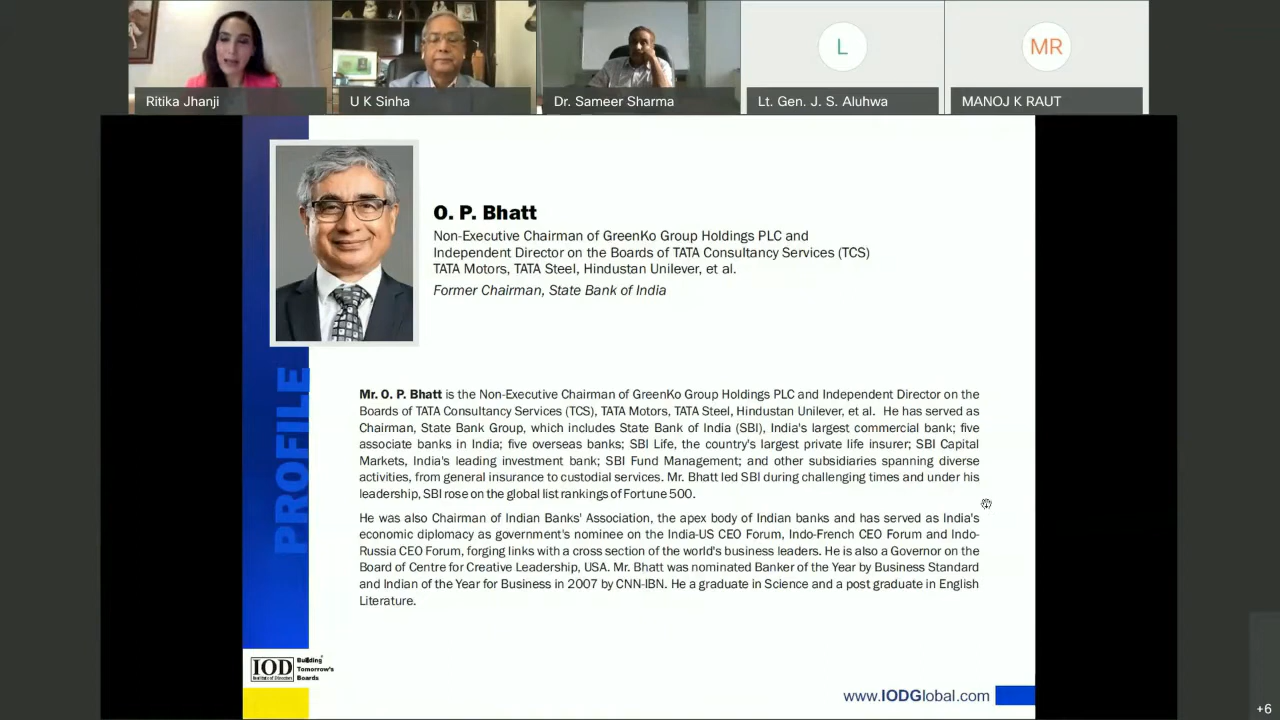 Ritika Jhanji
U K Sinha
Dr. Sameer Sharma
L
Lt. Gen. J. S. Aluhwa
MR
MANOJ K RAUT
O. P. Bhatt
Non-Executive Chairman of GreenKo Group Holdings PLC and
Independent Director on the Boards of TATA Consultancy Services (TCS)
TATA Motors, TATA Steel, Hindustan Unilever, et al.
Former Chairman, State Bank of India
PROFILE
Mr. O. P. Bhatt is the Non-Executive Chairman of GreenKo Group Holdings PLC and Independent Director on the
Boards of TATA Consultancy Services (TCS), TATA Motors, TATA Steel, Hindustan Unilever, et al. He has served as
Chairman, State Bank Group, which includes State Bank of India (SBI), India's largest commercial bank; five
associate banks in India; five overseas banks; SBI Life, the country's largest private life insurer; SBI Capital
Markets, India's leading investment bank; SBI Fund Management; and other subsidiaries spanning diverse
activities, from general insurance to custodial services. Mr. Bhatt led SBI during challenging times and under his
leadership, SBI rose on the global list rankings of Fortune 500.
He was also Chairman of Indian Banks' Association, the apex body of Indian banks and has served as India's
economic diplomacy as government's nominee on the India-US CEO Forum, Indo-French CEO Forum and Indo-
Russia CEO Forum, forging links with a cross section of the world's business leaders. He is also a Governor on the
Board of Centre for Creative Leadership, USA. Mr. Bhatt was nominated Banker of the Year by Business Standard
and Indian of the Year for Business in 2007 by CNN-IBN. He a graduate in Science and a post graduate in English
Literature.
IOD
Institute of Directors
Building
Tomorrow's
Boards
www.IODGlobal.com
+6